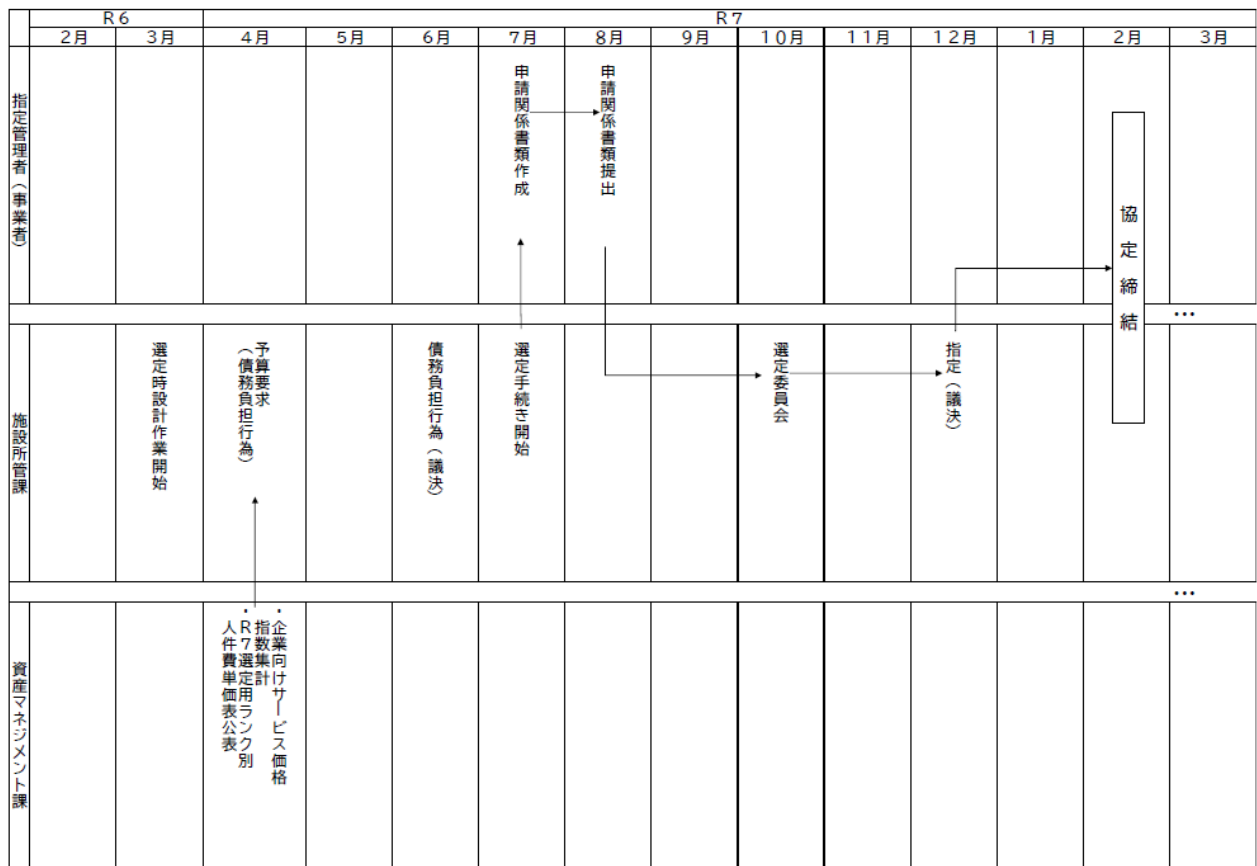 R6
R7
2月
3月
4月
5月
6月
7月
8月
9月
10月
11月
12月
1月
2月
3月
指定管理者(事業者)
申請関係書類作成
申請関係書類提出
協定締結
…
施設所管課
選定時設計作業開始
予算要求
(債務負担行為)
債務負担行為(議決)
選定手続き開始
選定委員会
指定(議決)
…
資産マネジメント課
・企業向けサービス価格
指数集計
・R7選定用ランク別
人件費単価表公表